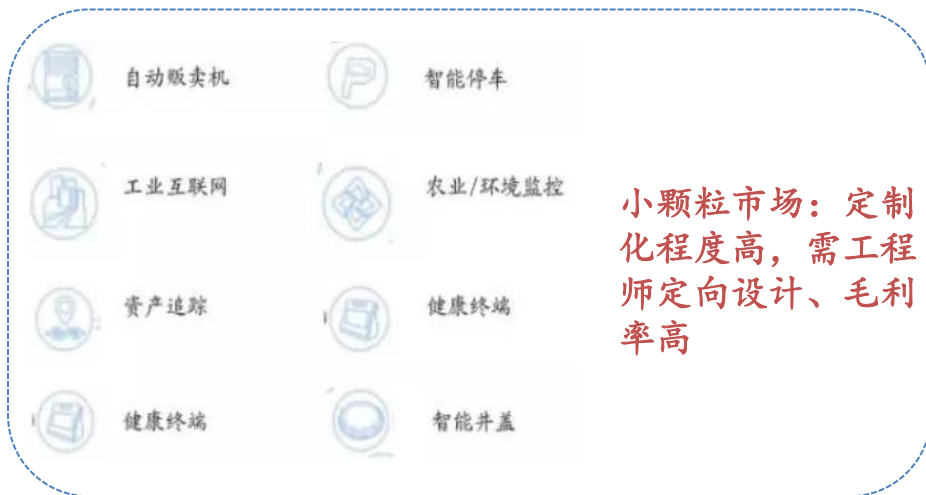 自动贩卖机
智能停车
工业互联网
农业/环境监控
资产追踪
健康终端
健康终端
智能井盖
小颗粒市场：定制
化程度高，需工程
师定向设计、毛利
率高